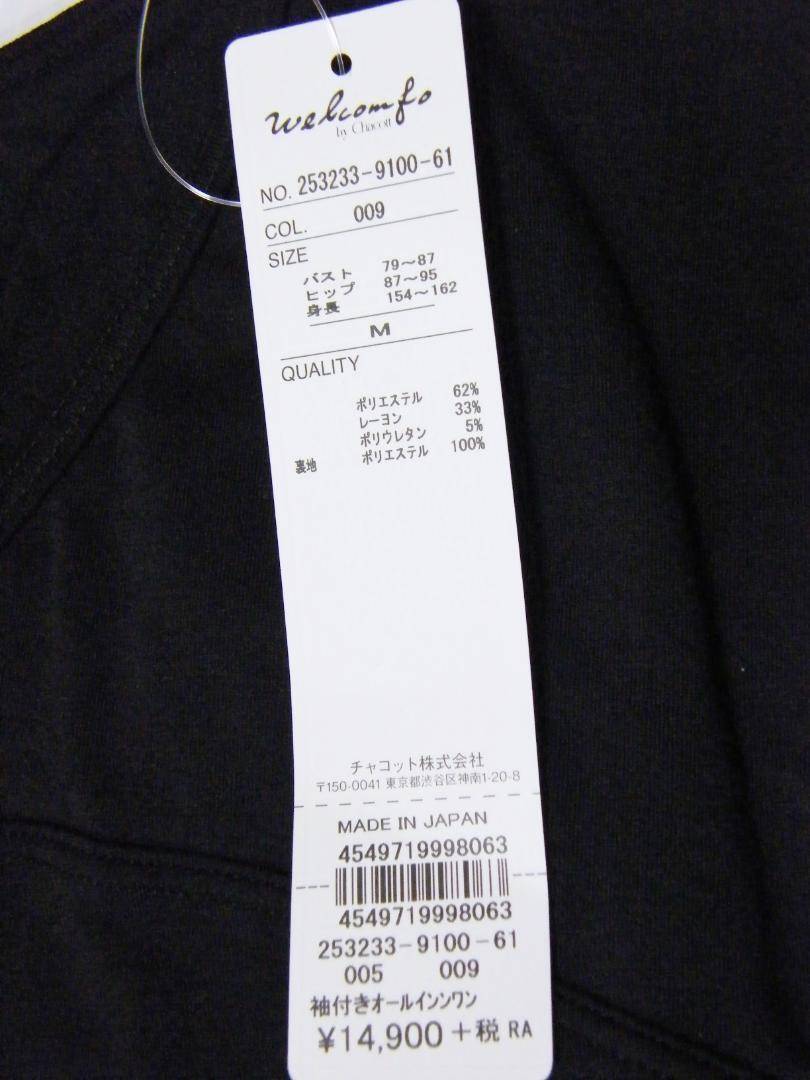 welcomfo
by Chacott
NO. 253233-9100-61
COL. 009
SIZE
バスト 79～87
ヒップ 87～95
身長 154～162
M
QUALITY
ポリエステル 62%
レーヨン 33%
ポリウレタン 5%
裏地 ポリエステル 100%
チャコット株式会社
〒150-0041 東京都渋谷区神南1-20-8
MADE IN JAPAN
4549719998063
4549719998063
253233-9100-61
005 009
袖付きオールインンワン
¥14,900+税 RA